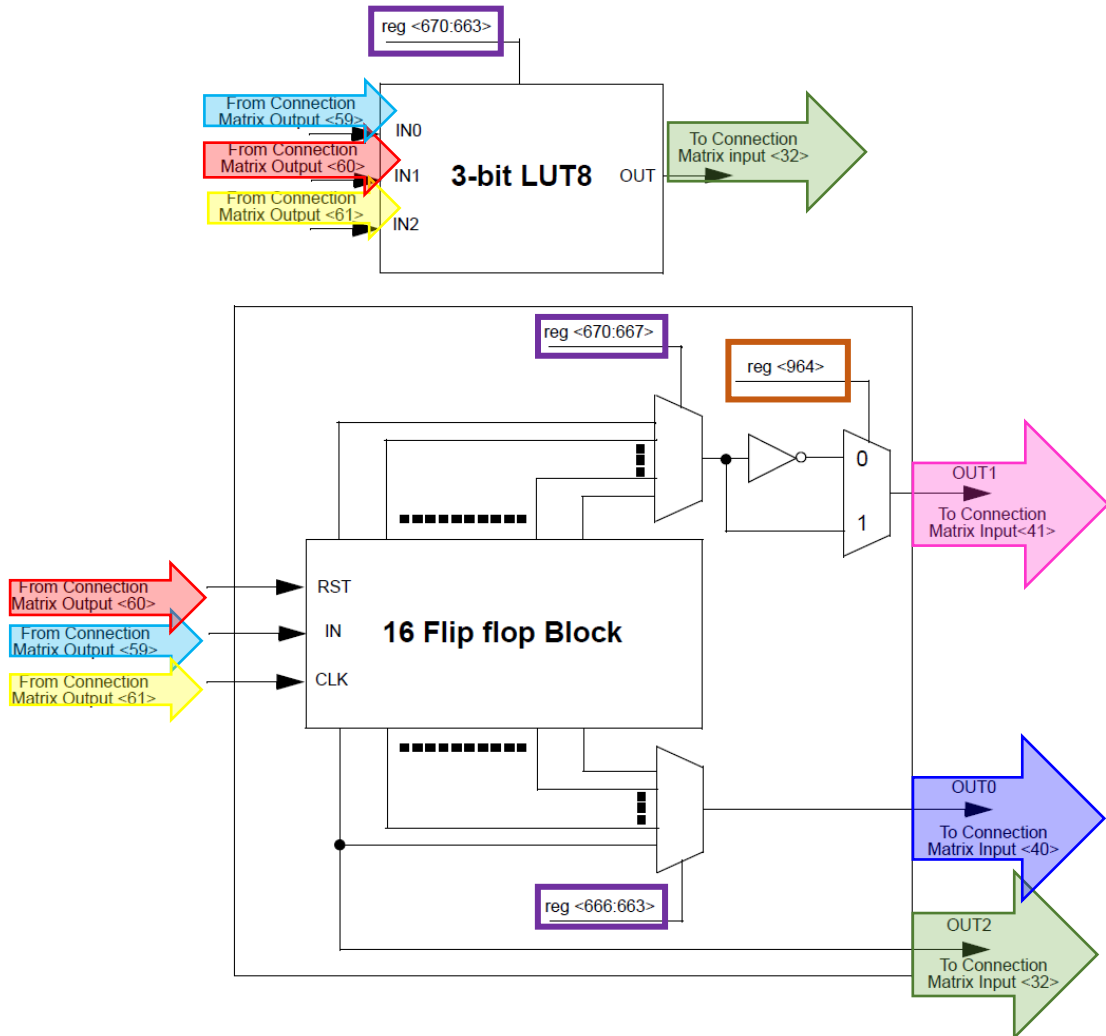 reg <670:663>
From Connection
Matrix Output <59>
IN0
From Connection
Matrix Output <60>
IN1
From Connection
Matrix Output <61>
IN2
3-bit LUT8
OUT
To Connection
Matrix input <32>
reg <670:667>
reg <964>
0
1
OUT1
To Connection
Matrix Input<41>
From Connection
Matrix Output <60>
RST
From Connection
Matrix Output <59>
IN
From Connection
Matrix Output <61>
CLK
16 Flip flop Block
OUT0
To Connection
Matrix Input <40>
reg <666:663>
OUT2
To Connection
Matrix Input <32>